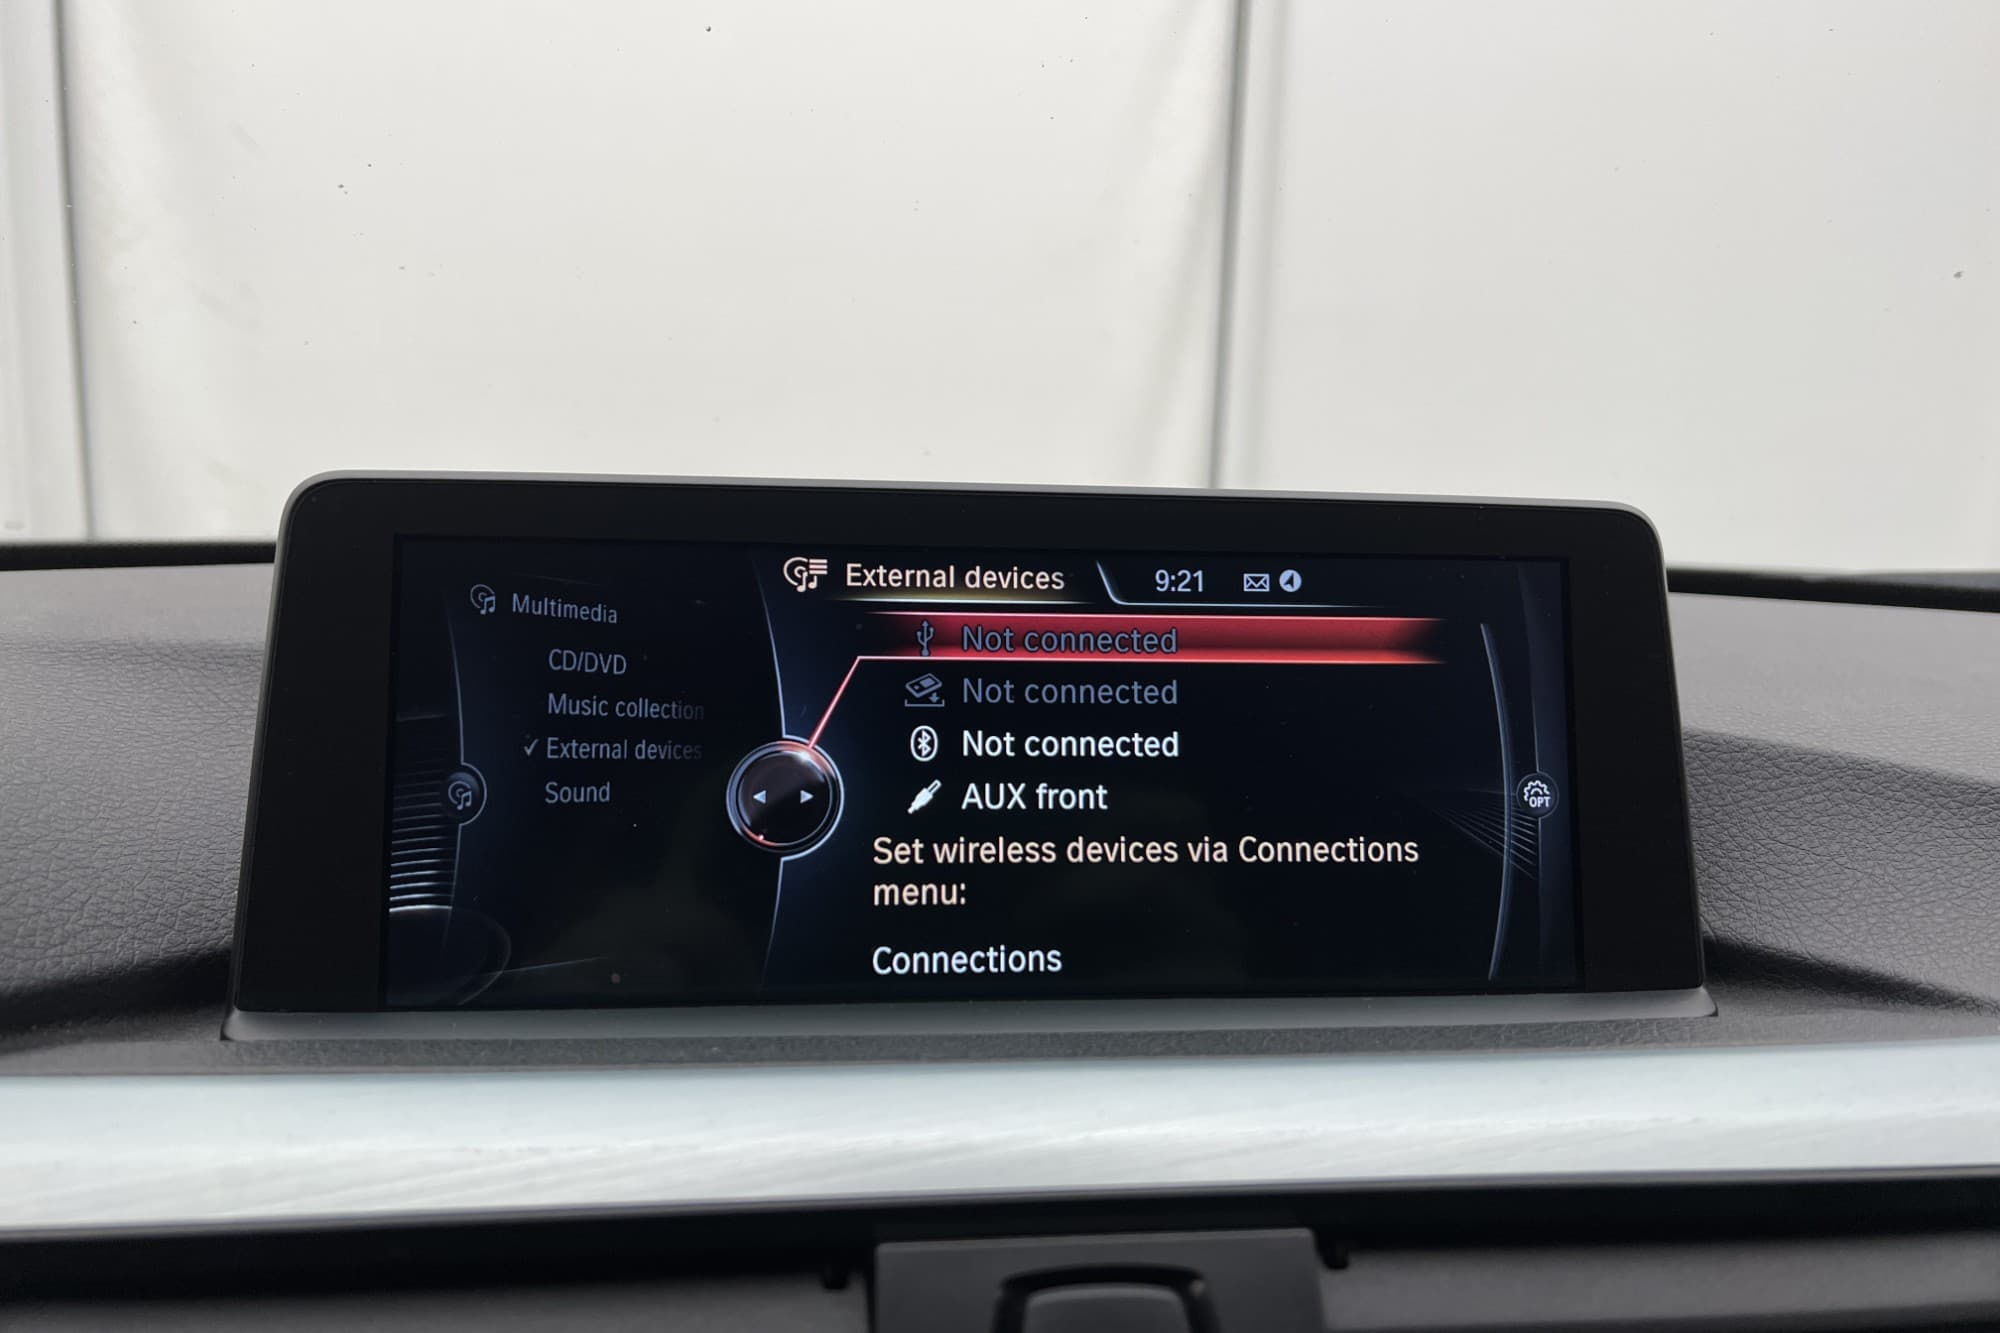 Multimedia
CD/DVD
Music collection
✓ External devices
Sound
External devices
9:21
Not connected
Not connected
Not connected
AUX front
Set wireless devices via Connections
menu:
Connections
OPT